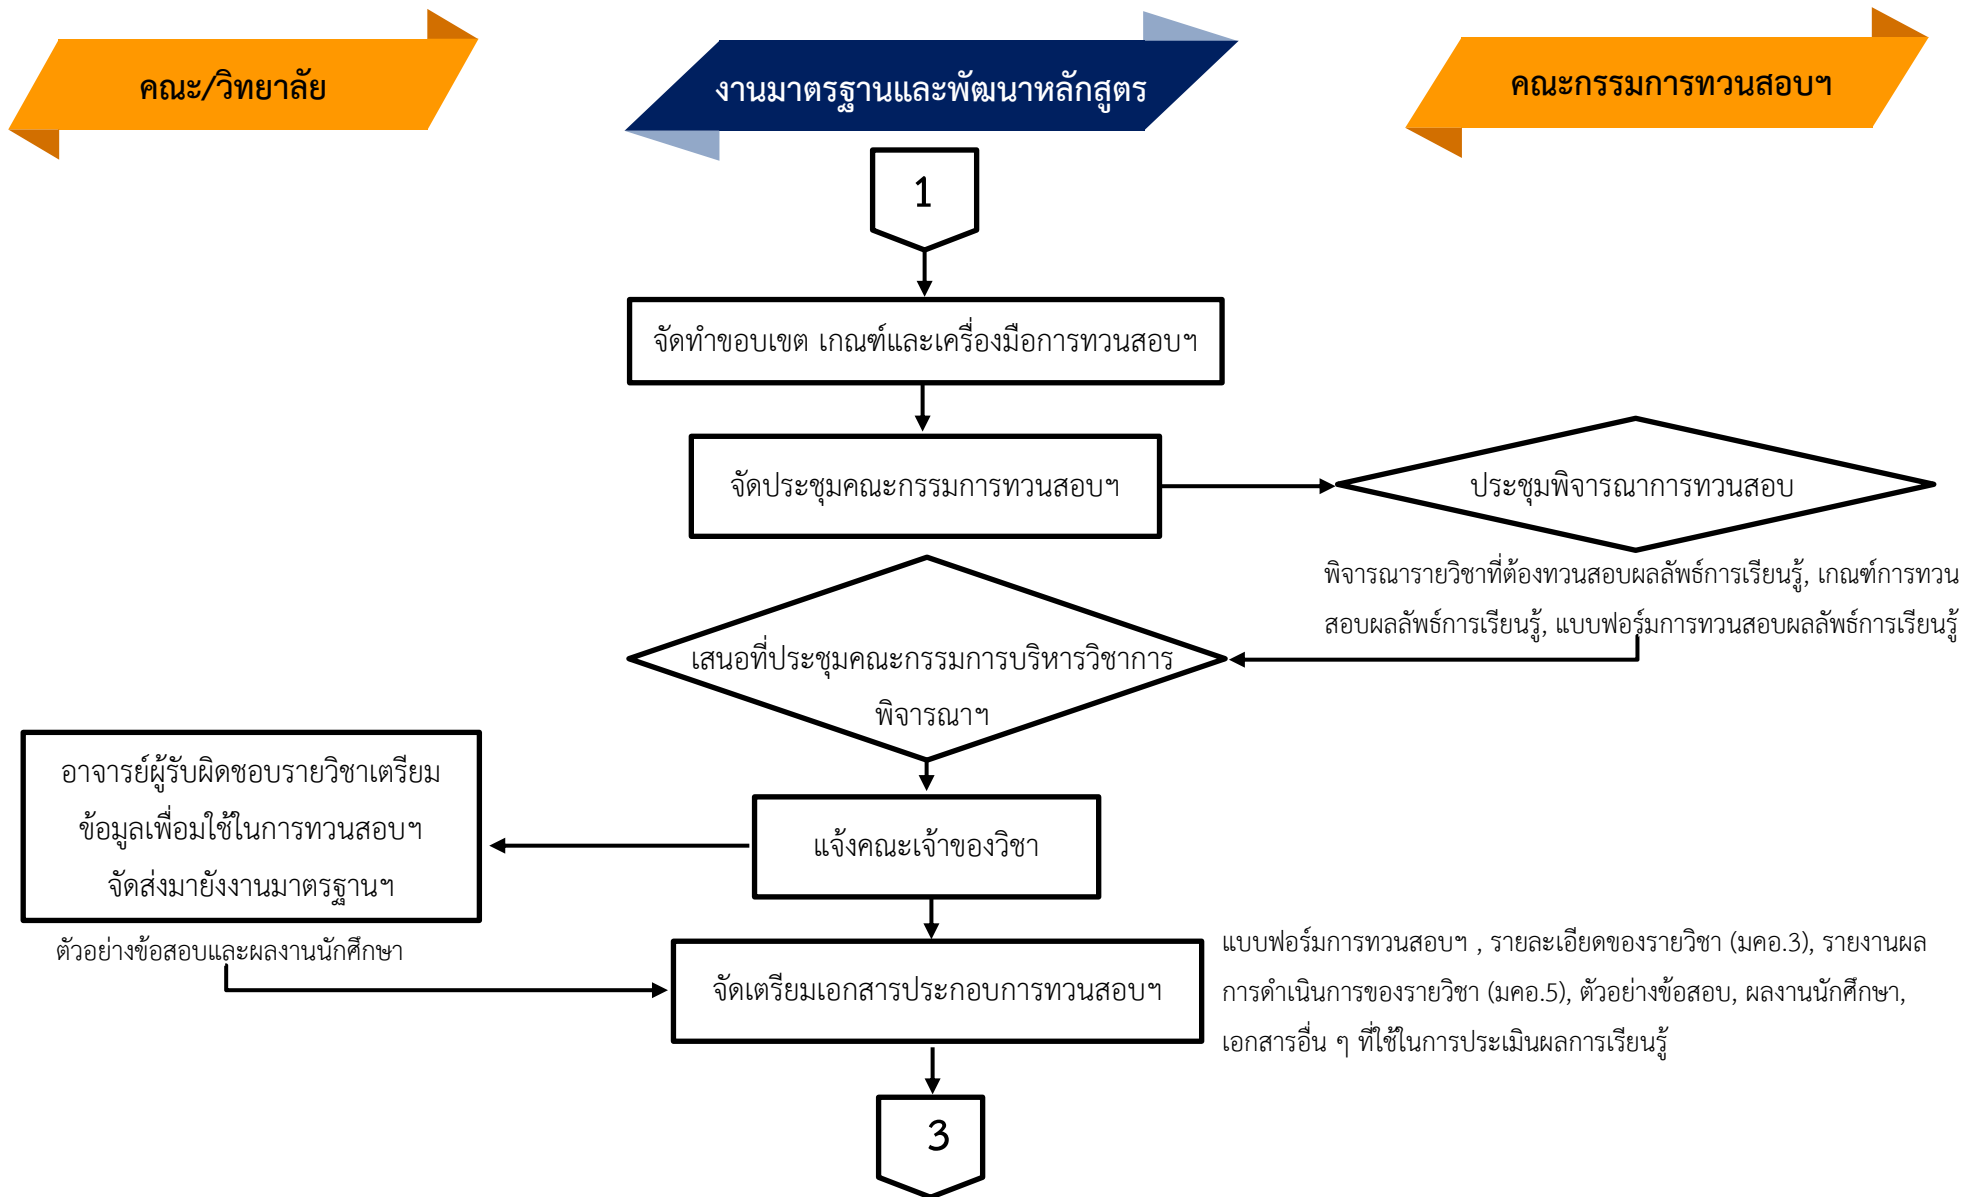 คณะ/วิทยาลัย
งานมาตรฐานและพัฒนาหลักสูตร
คณะกรรมการทวนสอบฯ
1
จัดทำขอบเขต เกณฑ์และเครื่องมือการทวนสอบฯ
จัดประชุมคณะกรรมการทวนสอบฯ
ประชุมพิจารณาการทวนสอบ
พิจารณารายวิชาที่ต้องทวนสอบผลลัพธ์การเรียนรู้, เกณฑ์การทวน
สอบผลลัพธ์การเรียนรู้, แบบฟอร์มการทวนสอบผลลัพธ์การเรียนรู้
เสนอที่ประชุมคณะกรรมการบริหารวิชาการ
พิจารณาฯ
อาจารย์ผู้รับผิดชอบรายวิชาเตรียม
ข้อมูลเพื่อมใช้ในการทวนสอบฯ
จัดส่งมายังงานมาตรฐานฯ
แจ้งคณะเจ้าของวิชา
ตัวอย่างข้อสอบและผลงานนักศึกษา
จัดเตรียมเอกสารประกอบการทวนสอบฯ
แบบฟอร์มการทวนสอบฯ , รายละเอียดของรายวิชา (มคอ.3), รายงานผล
การดำเนินการของรายวิชา (มคอ.5), ตัวอย่างข้อสอบ, ผลงานนักศึกษา,
เอกสารอื่น ๆ ที่ใช้ในการประเมินผลการเรียนรู้
3